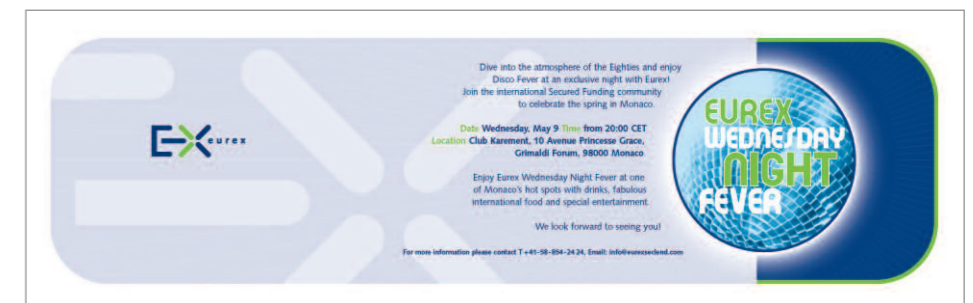 EX eurex
Dive into the atmosphere of the Eighties and enjoy
Disco Fever at an exclusive night with Eurex!
Join the international Secured Funding community
to celebrate the spring in Monaco.
Date Wednesday, May 9 Time from 20:00 CET
Location Club Karement, 10 Avenue Princesse Grace,
Grimaldi Forum, 98000 Monaco
Enjoy Eurex Wednesday Night Fever at one
of Monaco's hot spots with drinks, fabulous
international food and special entertainment.
We look forward to seeing you!
For more information please contact T +41-58-854-24 24, Email: info@eurexseclend.com
EUREX
WEDNESDAY
NIGHT
FEVER